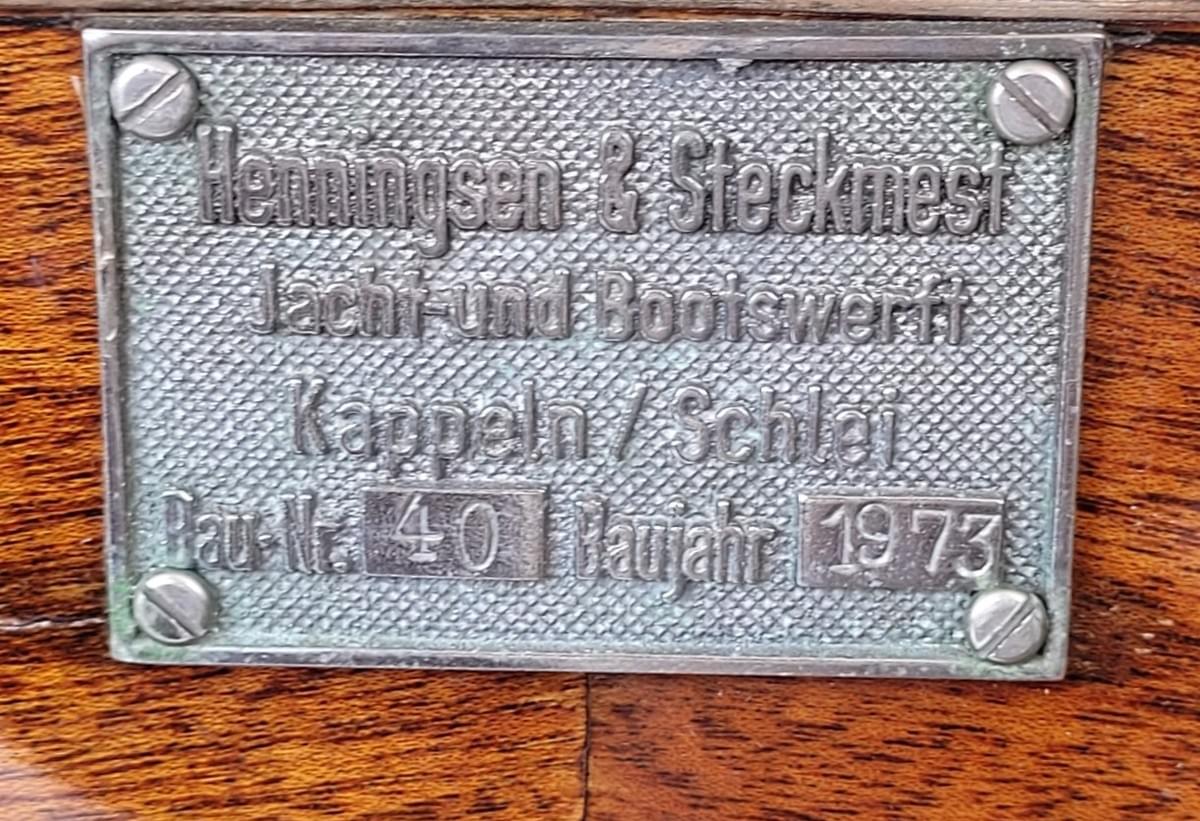 Henningsen & Steckmest
Jacht-und Bootswerft
Kappeln / Schlei
Bau-Nr. 40 Baujahr 1973